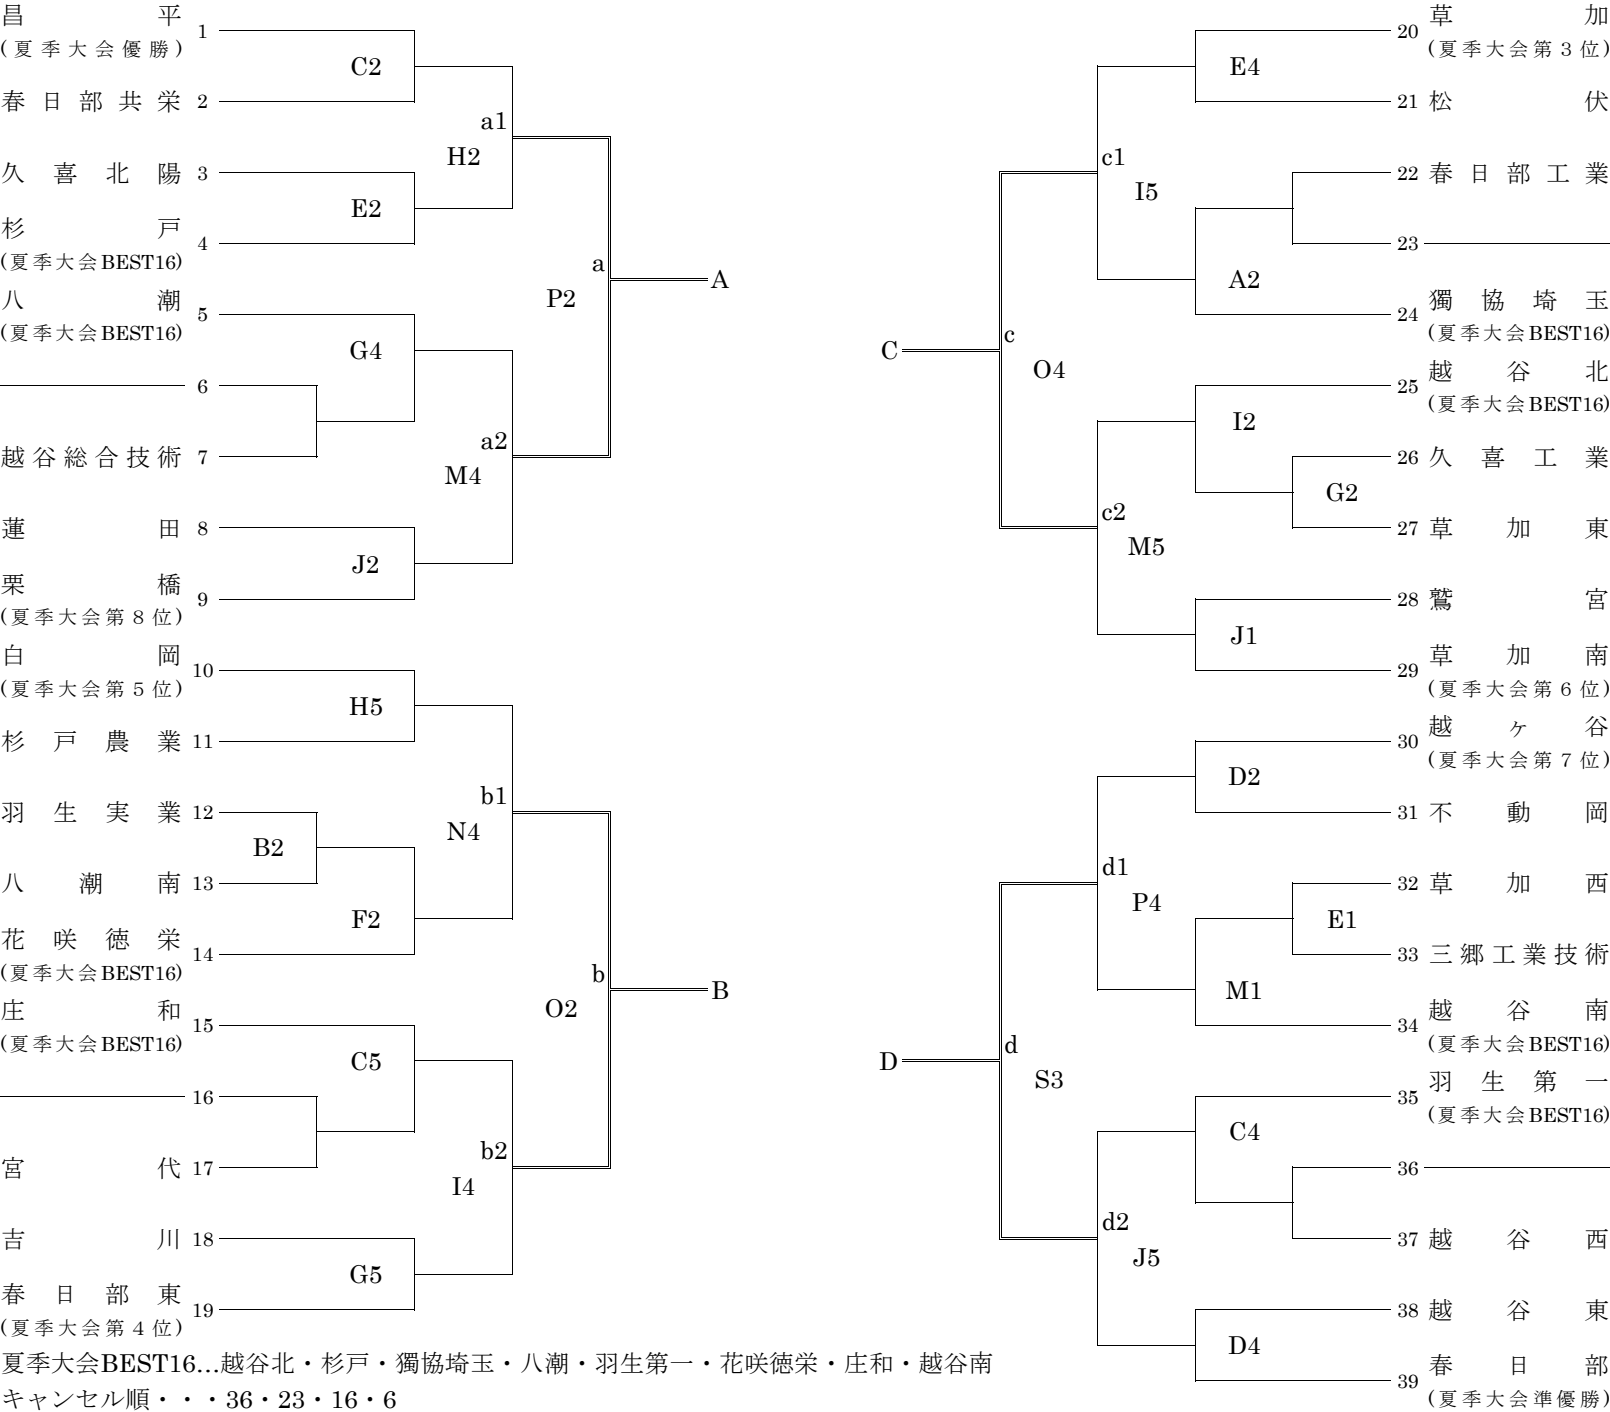 昌平
1
(夏季大会優勝)
C2
春日部共栄 2
a1
H2
久喜北陽 3
E2
杉戸
4
(夏季大会BEST16)
a
A
P2
八潮
5
(夏季大会BEST16)
G4
6
a2
M4
越谷総合技術 7
蓮田 8
J2
栗橋
9
(夏季大会第8位)
白岡
10
(夏季大会第5位)
H5
杉戸農業 11
b1
N4
羽生実業 12
B2
八潮南 13
F2
花咲徳栄
14
(夏季大会BEST16)
b
B
O2
庄和
15
(夏季大会BEST16)
C5
16
b2
I4
宮代 17
吉川 18
G5
春日部東
19
(夏季大会第4位)
草加
20
(夏季大会第3位)
E4
21 松伏
c1
I5
22 春日部工業
23
A2
獨協埼玉
24
(夏季大会BEST16)
c
C
O4
越谷北
25
(夏季大会BEST16)
I2
26 久喜工業
G2
c2
M5
27 草加東
28 鷲宮
J1
草加南
29
(夏季大会第6位)
越ヶ谷
30
(夏季大会第7位)
D2
31 不動岡
d1
P4
32 草加西
E1
33 三郷工業技術
M1
越谷南
34
(夏季大会BEST16)
d
D
S3
羽生第一
35
(夏季大会BEST16)
C4
36
d2
J5
37 越谷西
38 越谷東
D4
春日部
39
(夏季大会準優勝)
夏季大会BEST16…越谷北・杉戸・獨協埼玉・八潮・羽生第一・花咲徳栄・庄和・越谷南
キャンセル順・・・36・23・16・6